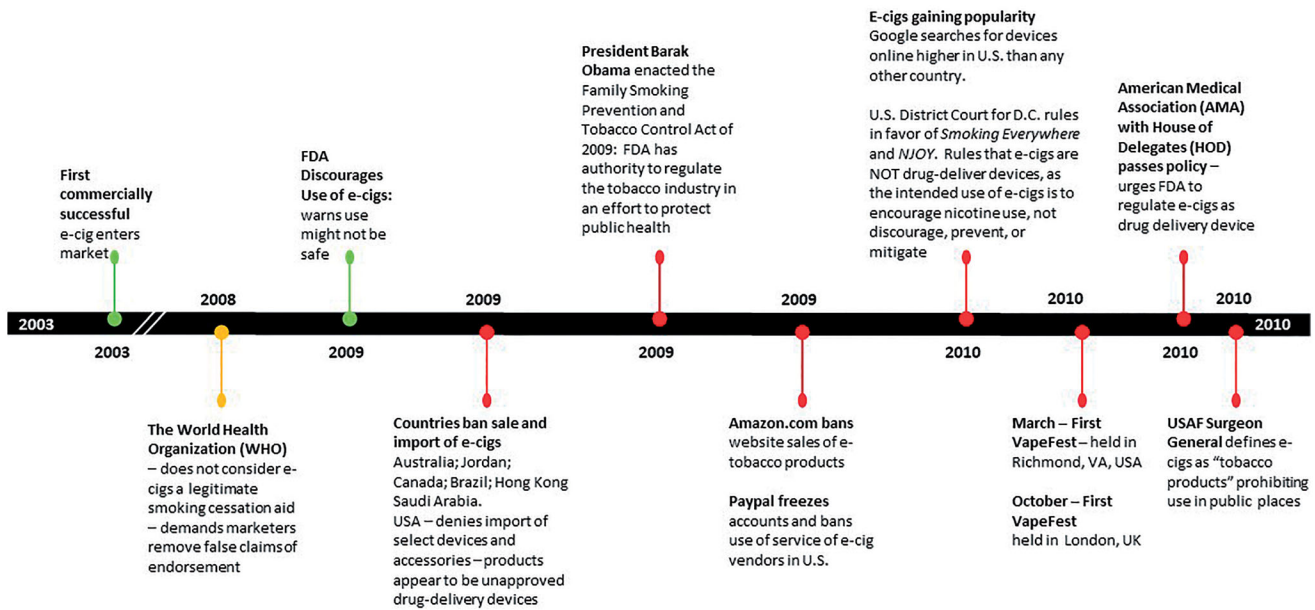 First
commercially
successful
e-cig enters
market
2003
2003
The World Health
Organization (WHO)
– does not consider e-
cigs a legitimate
smoking cessation aid
– demands marketers
remove false claims of
endorsement
2008
FDA
Discourages
Use of e-cigs:
warns use
might not be
safe
2009
Countries ban sale and
import of e-cigs
Australia; Jordan;
Canada; Brazil; Hong Kong
Saudi Arabia.
USA – denies import of
select devices and
accessories – products
appear to be unapproved
drug-delivery devices
2009
President Barak
Obama enacted the
Family Smoking
Prevention and
Tobacco Control Act of
2009: FDA has
authority to regulate
the tobacco industry in
an effort to protect
public health
2009
2009
Amazon.com bans
website sales of e-
tobacco products
Paypal freezes
accounts and bans
use of service of e-cig
vendors in U.S.
E-cigs gaining popularity
Google searches for devices
online higher in U.S. than any
other country.
U.S. District Court for D.C. rules
in favor of Smoking Everywhere
and NJOY. Rules that e-cigs are
NOT drug-deliver devices, as
the intended use of e-cigs is to
encourage nicotine use, not
discourage, prevent, or
mitigate
2010
2010
March – First
VapeFest – held in
Richmond, VA, USA
October – First
VapeFest
held in London, UK
American Medical
Association (AMA)
with House of
Delegates (HOD)
passes policy –
urges FDA to
regulate e-cigs as
drug delivery device
2010
2010
2010
USAF Surgeon
General defines e-
cigs as “tobacco
products” prohibiting
use in public places